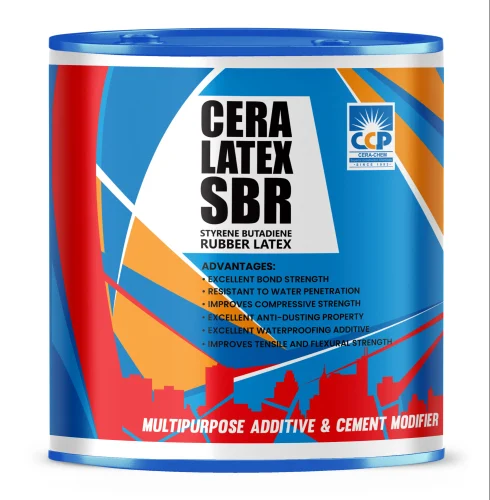 CERA
LATEX
SBR
STYRENE BUTADIENE
RUBBER LATEX
CCP
CERA-CHEM
ADVANTAGES:
• EXCELLENT BOND STRENGTH
• RESISTANT TO WATER PENETRATION
• IMPROVES COMPRESSIVE STRENGTH
• EXCELLENT ANTI-DUSTING PROPERTY
• EXCELLENT WATERPROOFING ADDITIVE
• IMPROVES TENSILE AND FLEXURAL STRENGTH
MULTIPURPOSE ADDITIVE & CEMENT MODIFIER